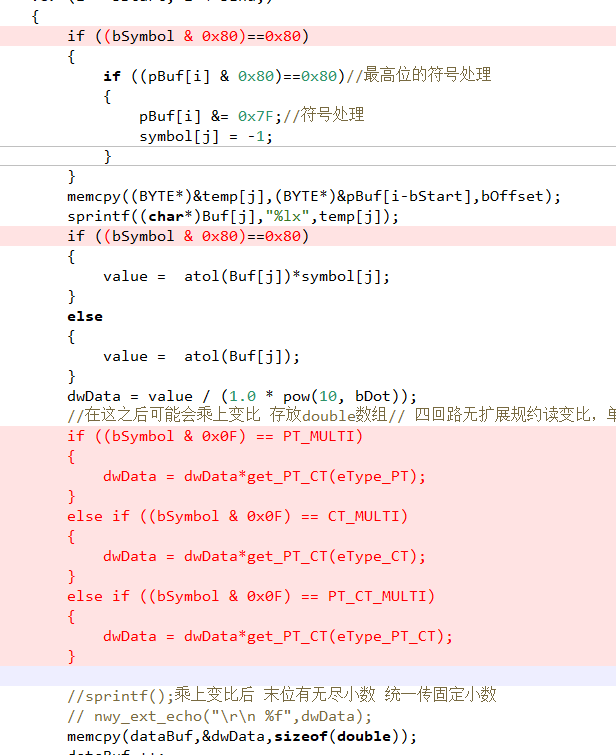 {
if ((bSymbol & 0x80)==0x80)
{
if ((pBuf[i] & 0x80)==0x80)//最高位的符号处理
{
pBuf[i] &= 0x7F;//符号处理
symbol[j] = -1;
}
}
memcpy((BYTE*)&temp[j],(BYTE*)&pBuf[i-bStart],bOffset);
sprintf((char*)Buf[j],"%lx",temp[j]);
if ((bSymbol & 0x80)==0x80)
{
value =  atol(Buf[j])*symbol[j];
}
else
{
value =  atol(Buf[j]);
}
dwData = value / (1.0 * pow(10, bDot));
//在这之后可能会乘上变比 存放double数组// 四回路无扩展规约读变比，单
if ((bSymbol & 0x0F) == PT_MULTI)
{
dwData = dwData*get_PT_CT(eType_PT);
}
else if ((bSymbol & 0x0F) == CT_MULTI)
{
dwData = dwData*get_PT_CT(eType_CT);
}
else if ((bSymbol & 0x0F) == PT_CT_MULTI)
{
dwData = dwData*get_PT_CT(eType_PT_CT);
}
//sprintf();乘上变比后 末位有无尽小数 统一传固定小数
// nwy_ext_echo("\r\n %f",dwData);
memcpy(dataBuf,&dwData,sizeof(double));